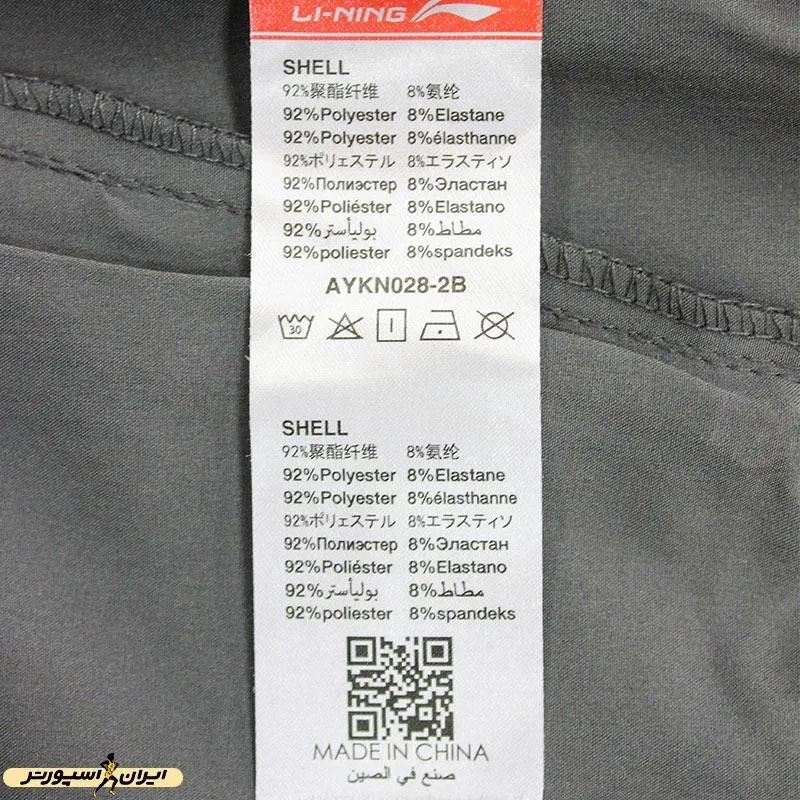 LI-NING
SHELL
92%聚酯纤维 8%氨纶
92%Polyester 8%Elastane
92%Polyester 8%élasthanne
92%ポリェステル 8%エラスティソ
92%Полиэстер 8%Эластан
92%Poliéster 8%Elastano
92%بوليأستر 8%مطاط
92%poliester 8%spandeks
AYKN028-2B
30
SHELL
92%聚酯纤维 8%氨纶
92%Polyester 8%Elastane
92%Polyester 8%élasthanne
92%ポリェステル 8%エラスティソ
92%Полиэстер 8%Эластан
92%Poliéster 8%Elastano
92%بوليأستر 8%مطاط
92%poliester 8%spandeks
MADE IN CHINA
صنع في الصين
ایران اسپورتر